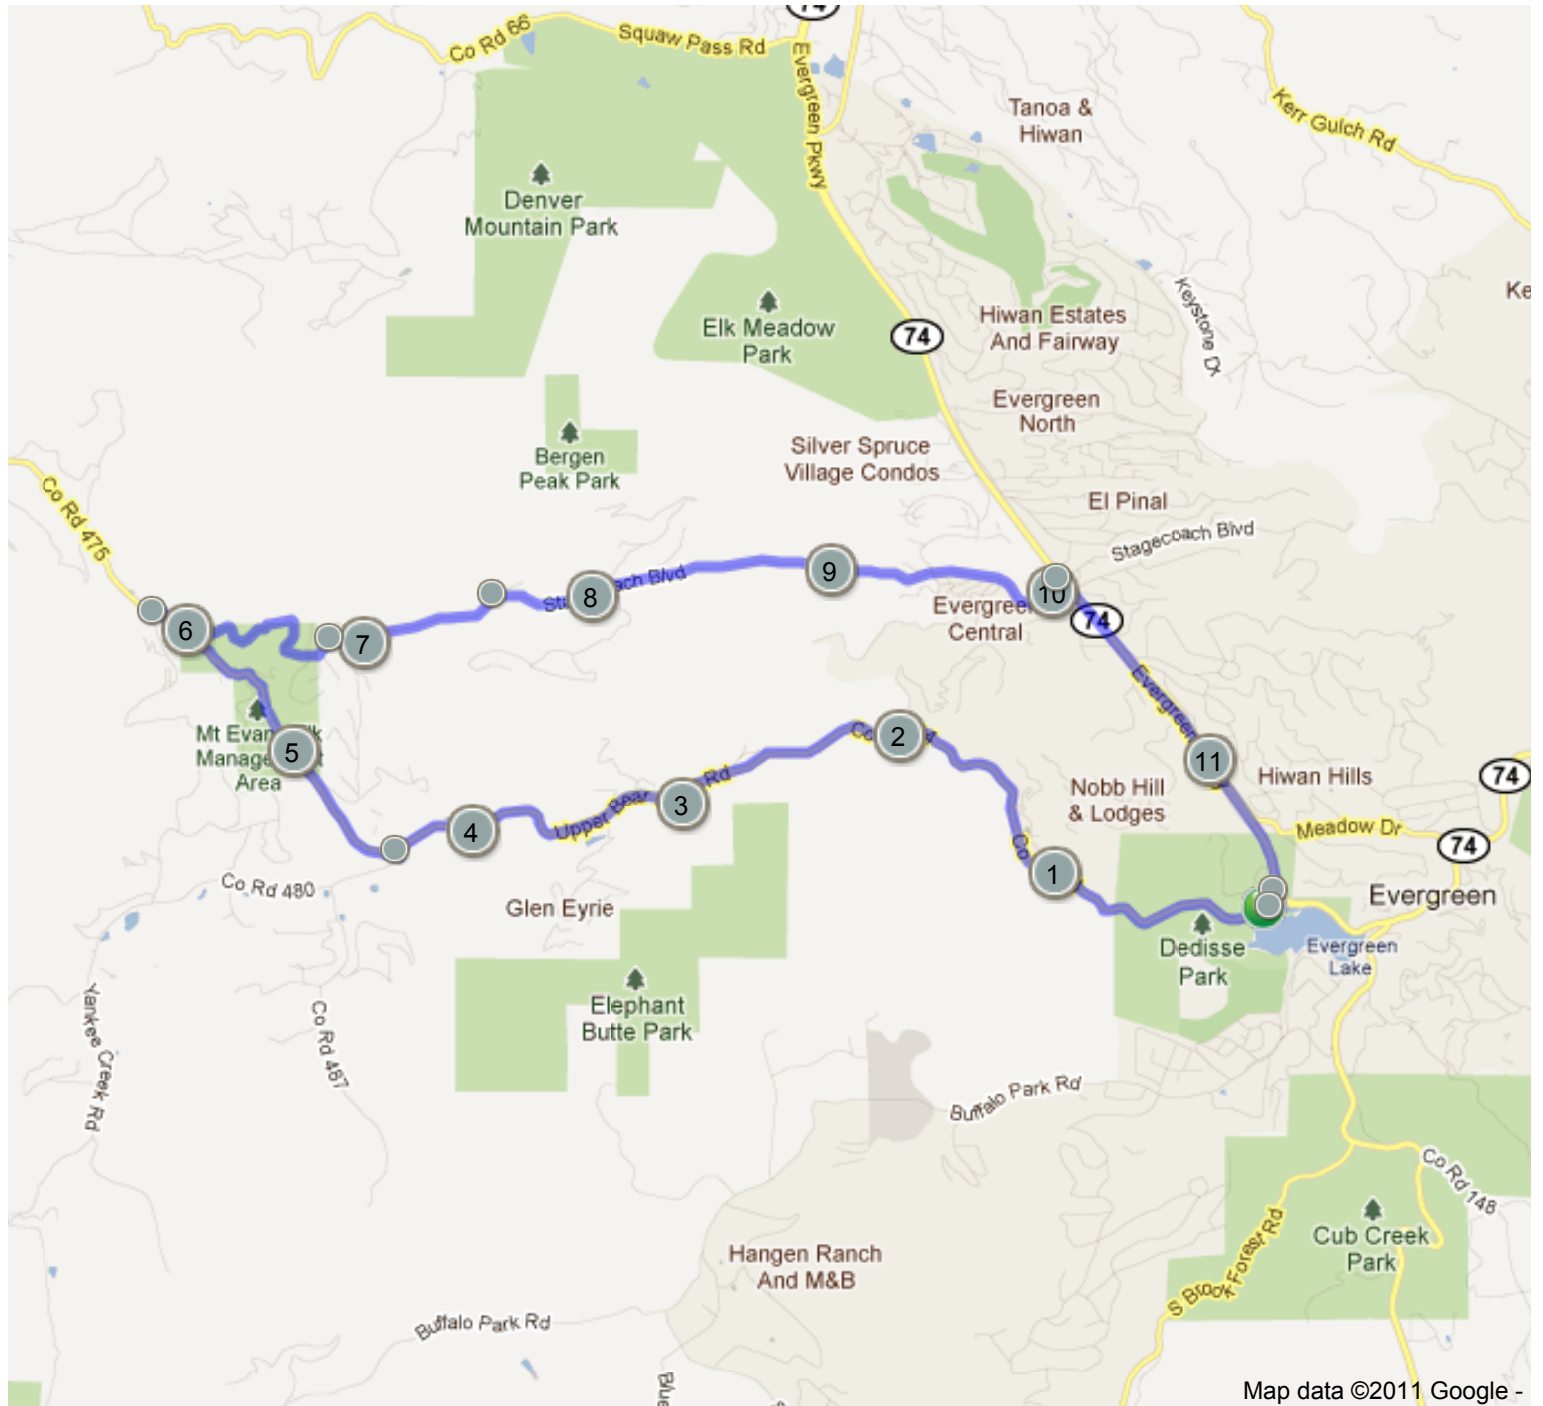 74
Co Rd 66
Squaw Pass Rd
Evergreen Pkwy
Tanoa &
Hiwan
Kerr Gulch Rd
Denver
Mountain Park
Keystone Dr
Ke
Elk Meadow
Park
74
Hiwan Estates
And Fairway
Evergreen
North
Bergen
Peak Park
Silver Spruce
Village Condos
Co Rd 475
El Pinal
Stagecoach Blvd
9
8
ach Blvd
10
Evergree
Central
74
6
7
Evergreen
Mt Evan
Manage
Area
5
2
11
Hiwan Hills
74
Nobb Hill
& Lodges
Rd
3
Upper Bear
4
Meadow Dr
74
Co
1
Co Rd 480
Glen Eyrie
Evergreen
Dedisse
Park
Evergreen
Lake
Yankee Creek Rd
Co Rd 487
Elephant
Butte Park
Buffalo Park Rd
Co Rd 148
Cub Creek
Park
S Brook Forest Rd
Hangen Ranch
And M&B
Buffalo Park Rd
Blue
Map data ©2011 Google -